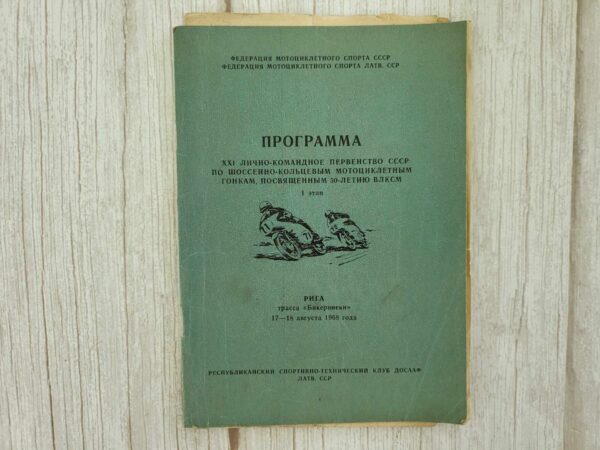 ФЕДЕРАЦИЯ МОТОЦИКЛЕТНОГО СПОРТА СССР
ФЕДЕРАЦИЯ МОТОЦИКЛЕТНОГО СПОРТА ЛАТВ. ССР
ПРОГРАММА
XXI ЛИЧНО-КОМАНДНОЕ ПЕРВЕНСТВО СССР
ПО ШОССЕЙНО-КОЛЬЦЕВЫМ МОТОЦИКЛЕТНЫМ
ГОНКАМ, ПОСВЯЩЕННЫМ 50-ЛЕТИЮ ВЛКСМ
I этап
РИГА
трасса «Бикерниеки»
17—18 августа 1968 года
РЕСПУБЛИКАНСКИЙ СПОРТИВНО-ТЕХНИЧЕСКИЙ КЛУБ ДОСААФ
ЛАТВ. ССР